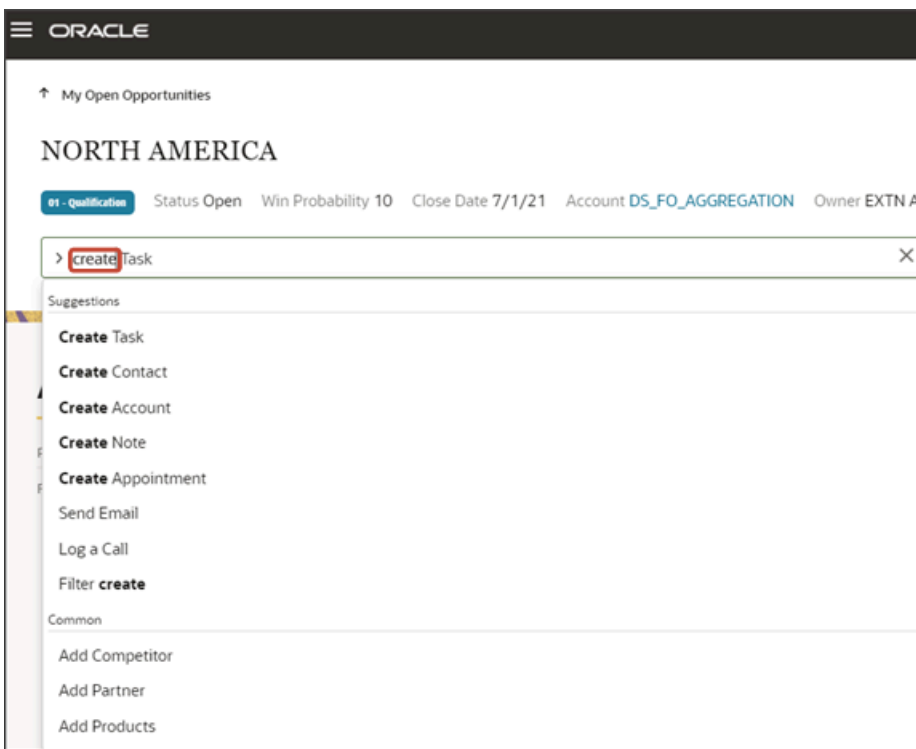 ORACLE
My Open Opportunities
NORTH AMERICA
01 - Qualification Status Open Win Probability 10 Close Date 7/1/21 Account DS_FO_AGGREGATION Owner EXTN
create Task
Suggestions
Create Task
Create Contact
Create Account
Create Note
Create Appointment
Send Email
Log a Call
Filter create
Common
Add Competitor
Add Partner
Add Products